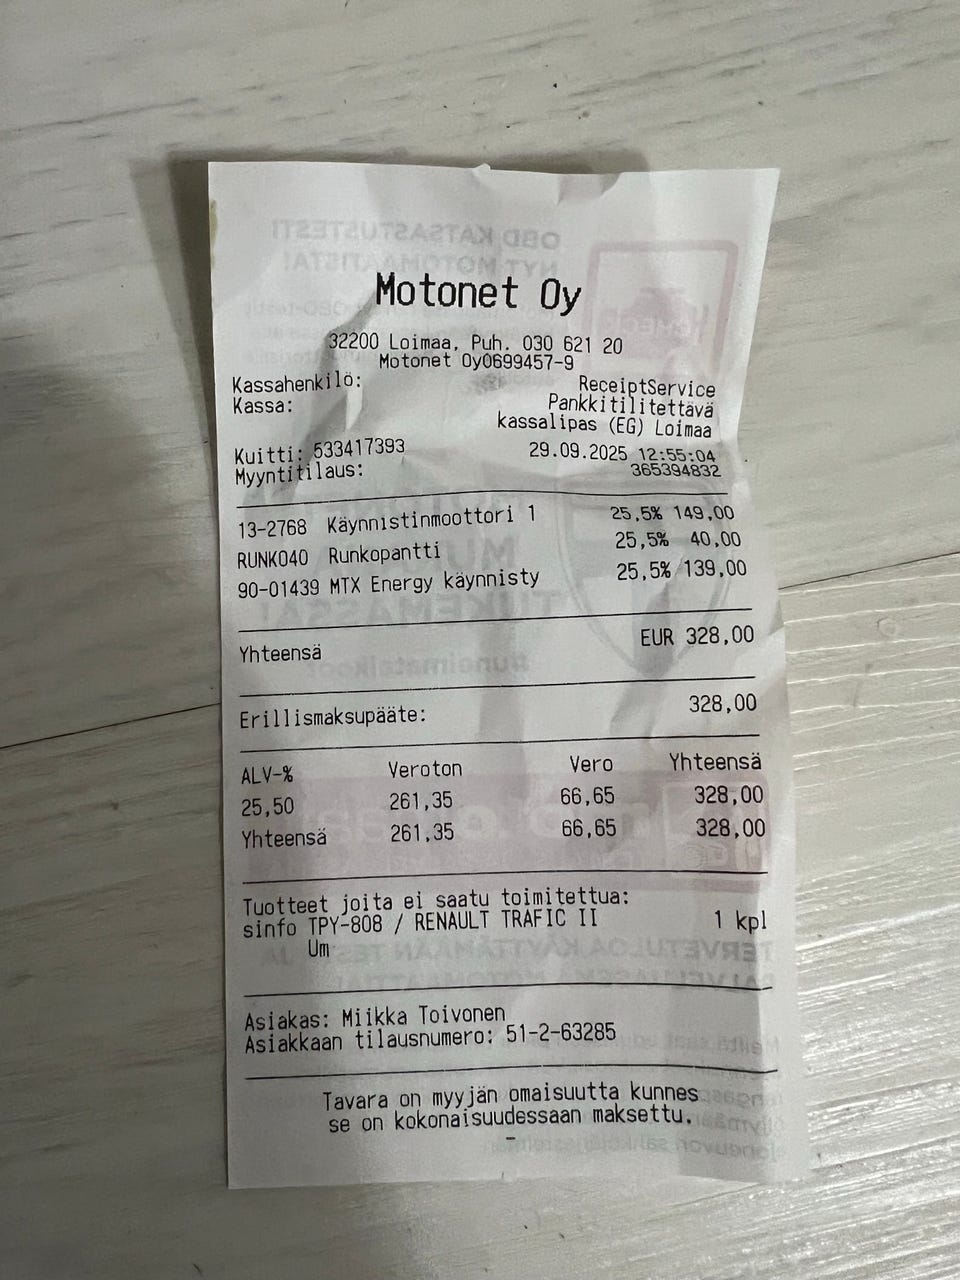 Motonet Oy
32200 Loimaa, Puh. 030 621 20
Motonet Oy0699457-9
Kassahenkilö: ReceiptService
Kassa: Pankkitilitettävä
kassalipas (EG) Loimaa
Kuitti: 533417393 29.09.2025 12:55:04
Myyntitilaus: 365394832
13-2768 Käynnistinmoottori 1 25,5% 149,00
RUNK040 Runkopantti 25,5% 40,00
90-01439 MTX Energy käynnisty 25,5% 139,00
Yhteensä EUR 328,00
Erillismaksupääte: 328,00
ALV-% Veroton Vero Yhteensä
25,50 261,35 66,65 328,00
Yhteensä 261,35 66,65 328,00
Tuotteet joita ei saatu toimitettua:
sinfo TPY-808 / RENAULT TRAFIC II 1 kpl
Um
Asiakas: Miikka Toivonen
Asiakkaan tilausnumero: 51-2-63285
Tavara on myyjän omaisuutta kunnes
se on kokonaisuudessaan maksettu.